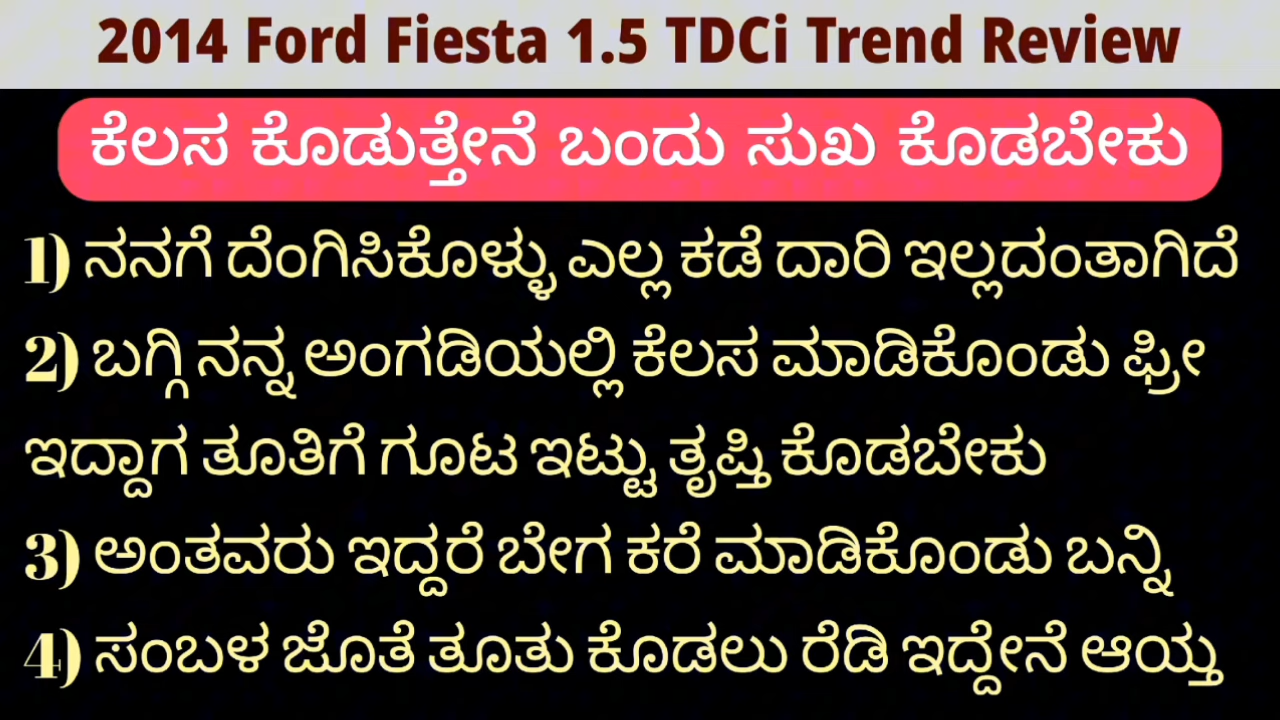 2014 Ford Fiesta 1.5 TDCi Trend Review
ಕೆಲಸ ಕೊಡುತ್ತೇನೆ ಬಂದು ಸುಖ ಕೊಡಬೇಕು
1) ನನಗೆ ದೆಂಗಿಸಿಕೊಳ್ಳು ಎಲ್ಲ ಕಡೆ ದಾರಿ ಇಲ್ಲದಂತಾಗಿದೆ
2) ಬಗ್ಗಿ ನನ್ನ ಅಂಗಡಿಯಲ್ಲಿ ಕೆಲಸ ಮಾಡಿಕೊಂಡು ಫ್ರೀ
ಇದ್ದಾಗ ತೂತಿಗೆ ಗೂಟ ಇಟ್ಟು ತೃಪ್ತಿ ಕೊಡಬೇಕು
3) ಅಂತವರು ಇದ್ದರೆ ಬೇಗ ಕರೆ ಮಾಡಿಕೊಂಡು ಬನ್ನಿ
4) ಸಂಬಳ ಜೊತೆ ತೂತು ಕೊಡಲು ರೆಡಿ ಇದ್ದೇನೆ ಆಯ್ತ